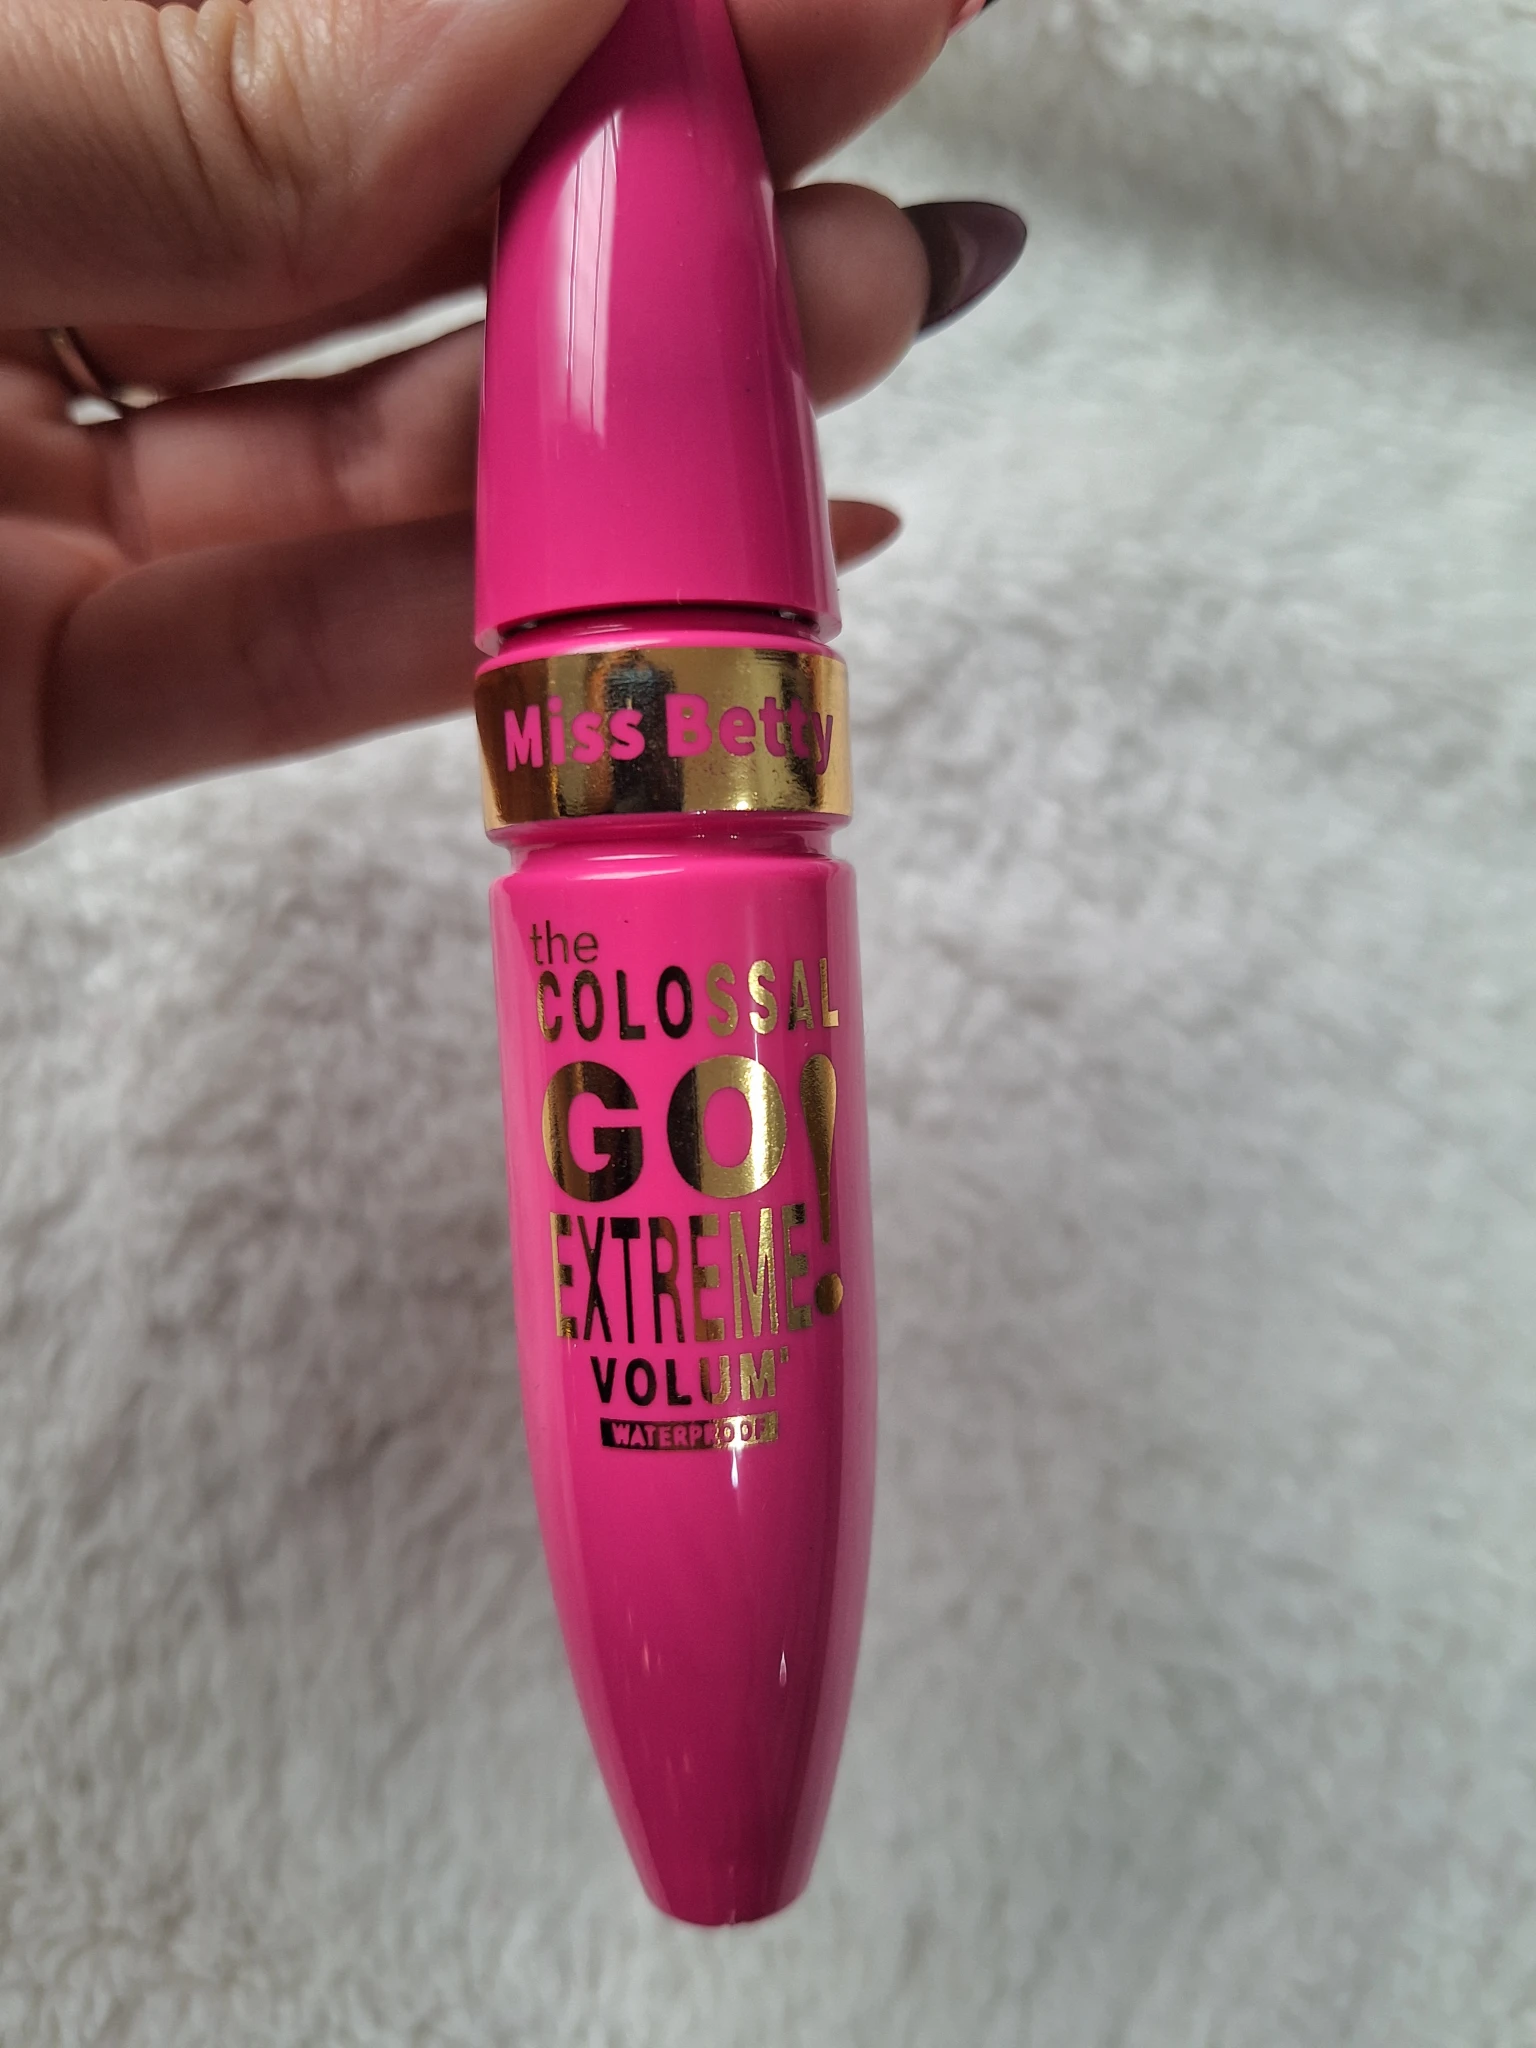 Miss Betty
the
COLOSSAL
GO!
EXTREME
VOLUM'
WATERPROOF